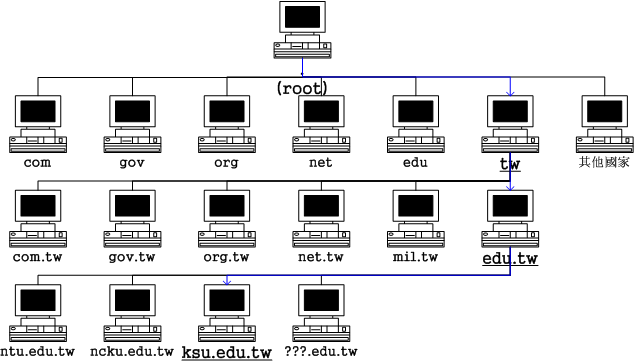 (root)
com gov org net edu tw 其他國家
com.tw gov.tw org.tw net.tw mil.tw edu.tw
ntu.edu.tw ncku.edu.tw ksu.edu.tw ???.edu.tw